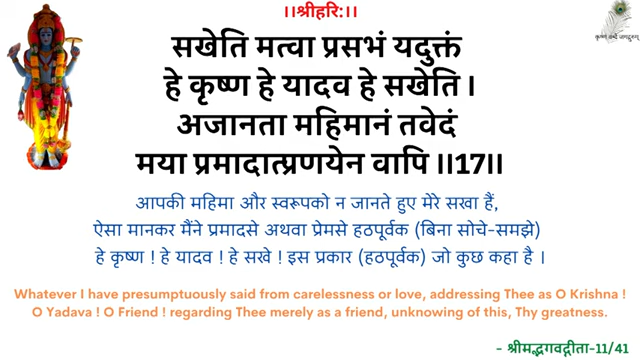 ।।श्रीहरि:।।
कृष्णं वन्दे जगद्गुरुम्
सखेति मत्वा प्रसभं यदुक्तं
हे कृष्ण हे यादव हे सखेति ।
अजानता महिमानं तवेदं
मया प्रमादात्प्रणयेन वापि ।।17।।
आपकी महिमा और स्वरूपको न जानते हुए मेरे सखा हैं,
ऐसा मानकर मैंने प्रमादसे अथवा प्रेमसे हठपूर्वक (बिना सोचे-समझे)
हे कृष्ण ! हे यादव ! हे सखे ! इस प्रकार (हठपूर्वक) जो कुछ कहा है ।
Whatever I have presumptuously said from carelessness or love, addressing Thee as O Krishna !
O Yadava ! O Friend ! regarding Thee merely as a friend, unknowing of this, Thy greatness.
- श्रीमद्भगवद्गीता-11/41